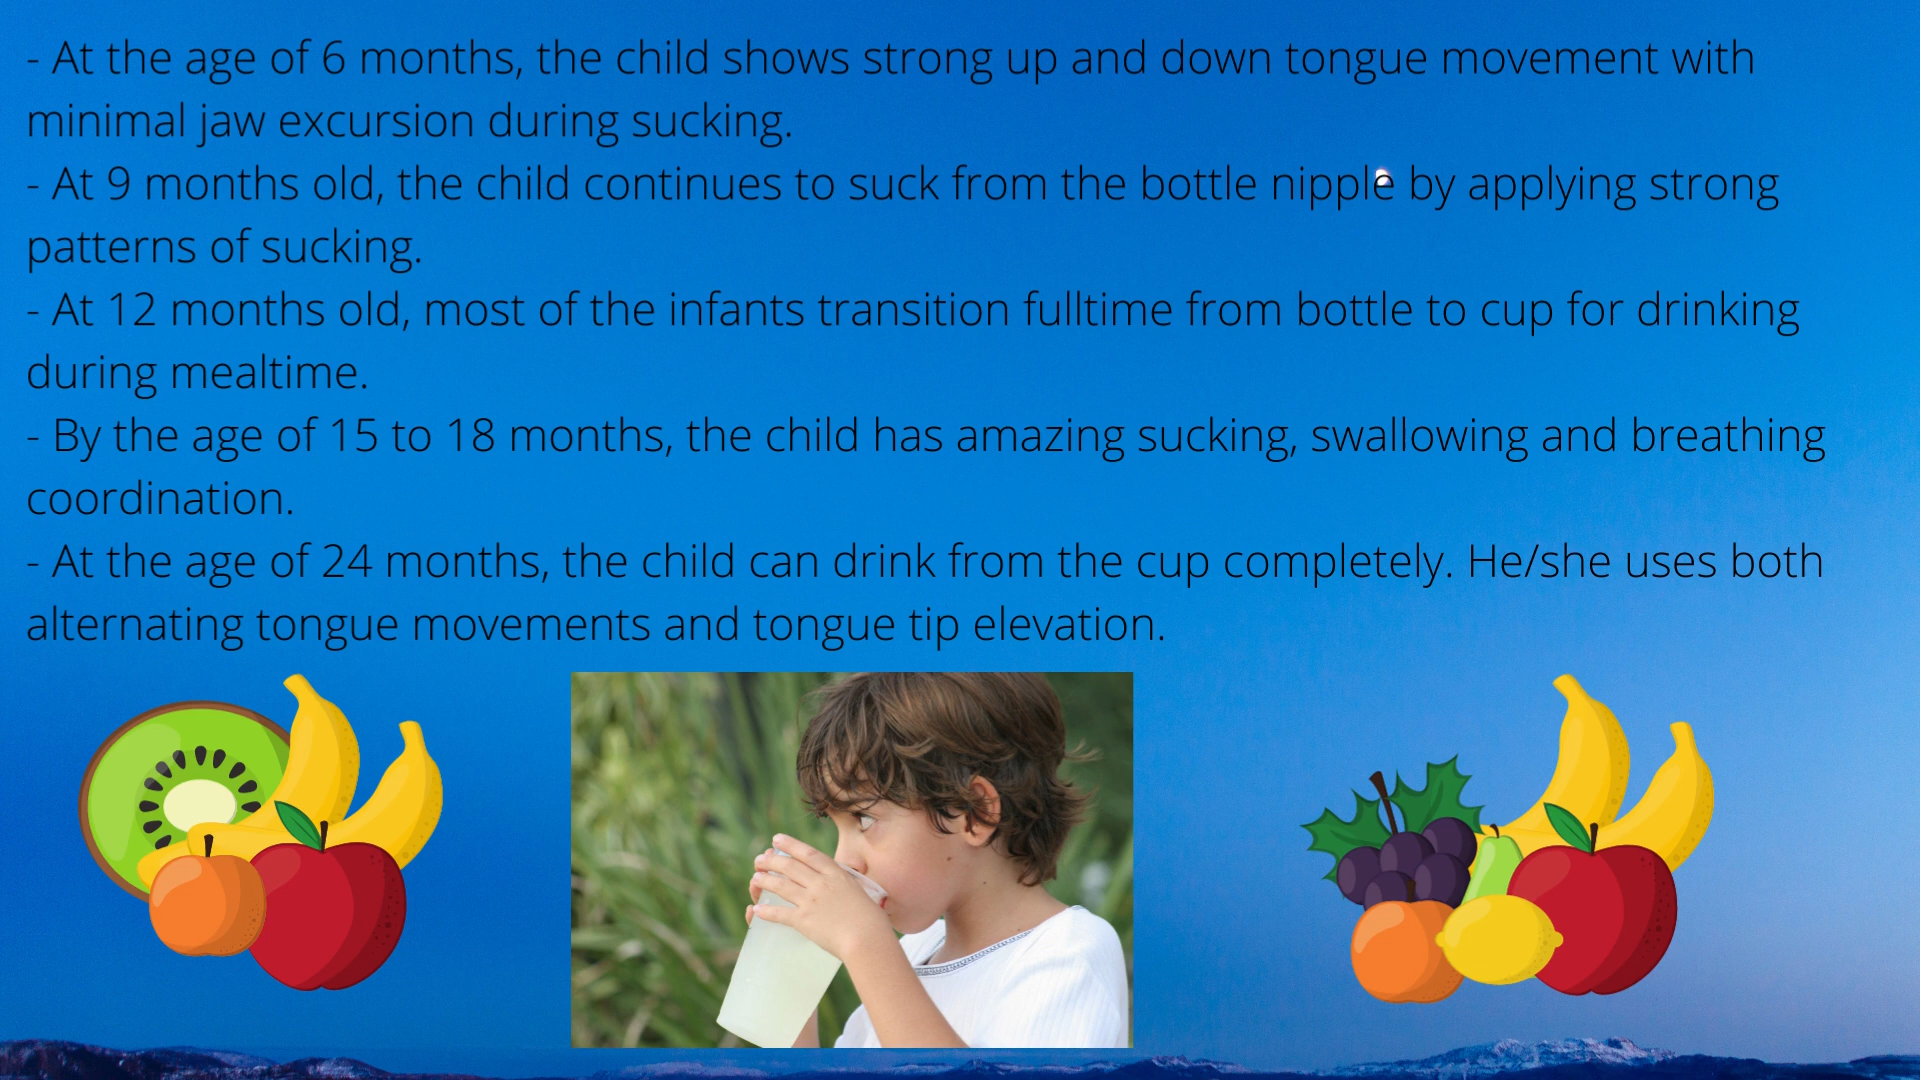 - At the age of 6 months, the child shows strong up and down tongue movement with
minimal jaw excursion during sucking.
- At 9 months old, the child continues to suck from the bottle nipple by applying strong
patterns of sucking.
- At 12 months old, most of the infants transition fulltime from bottle to cup for drinking
during mealtime.
- By the age of 15 to 18 months, the child has amazing sucking, swallowing and breathing
coordination.
- At the age of 24 months, the child can drink from the cup completely. He/she uses both
alternating tongue movements and tongue tip elevation.